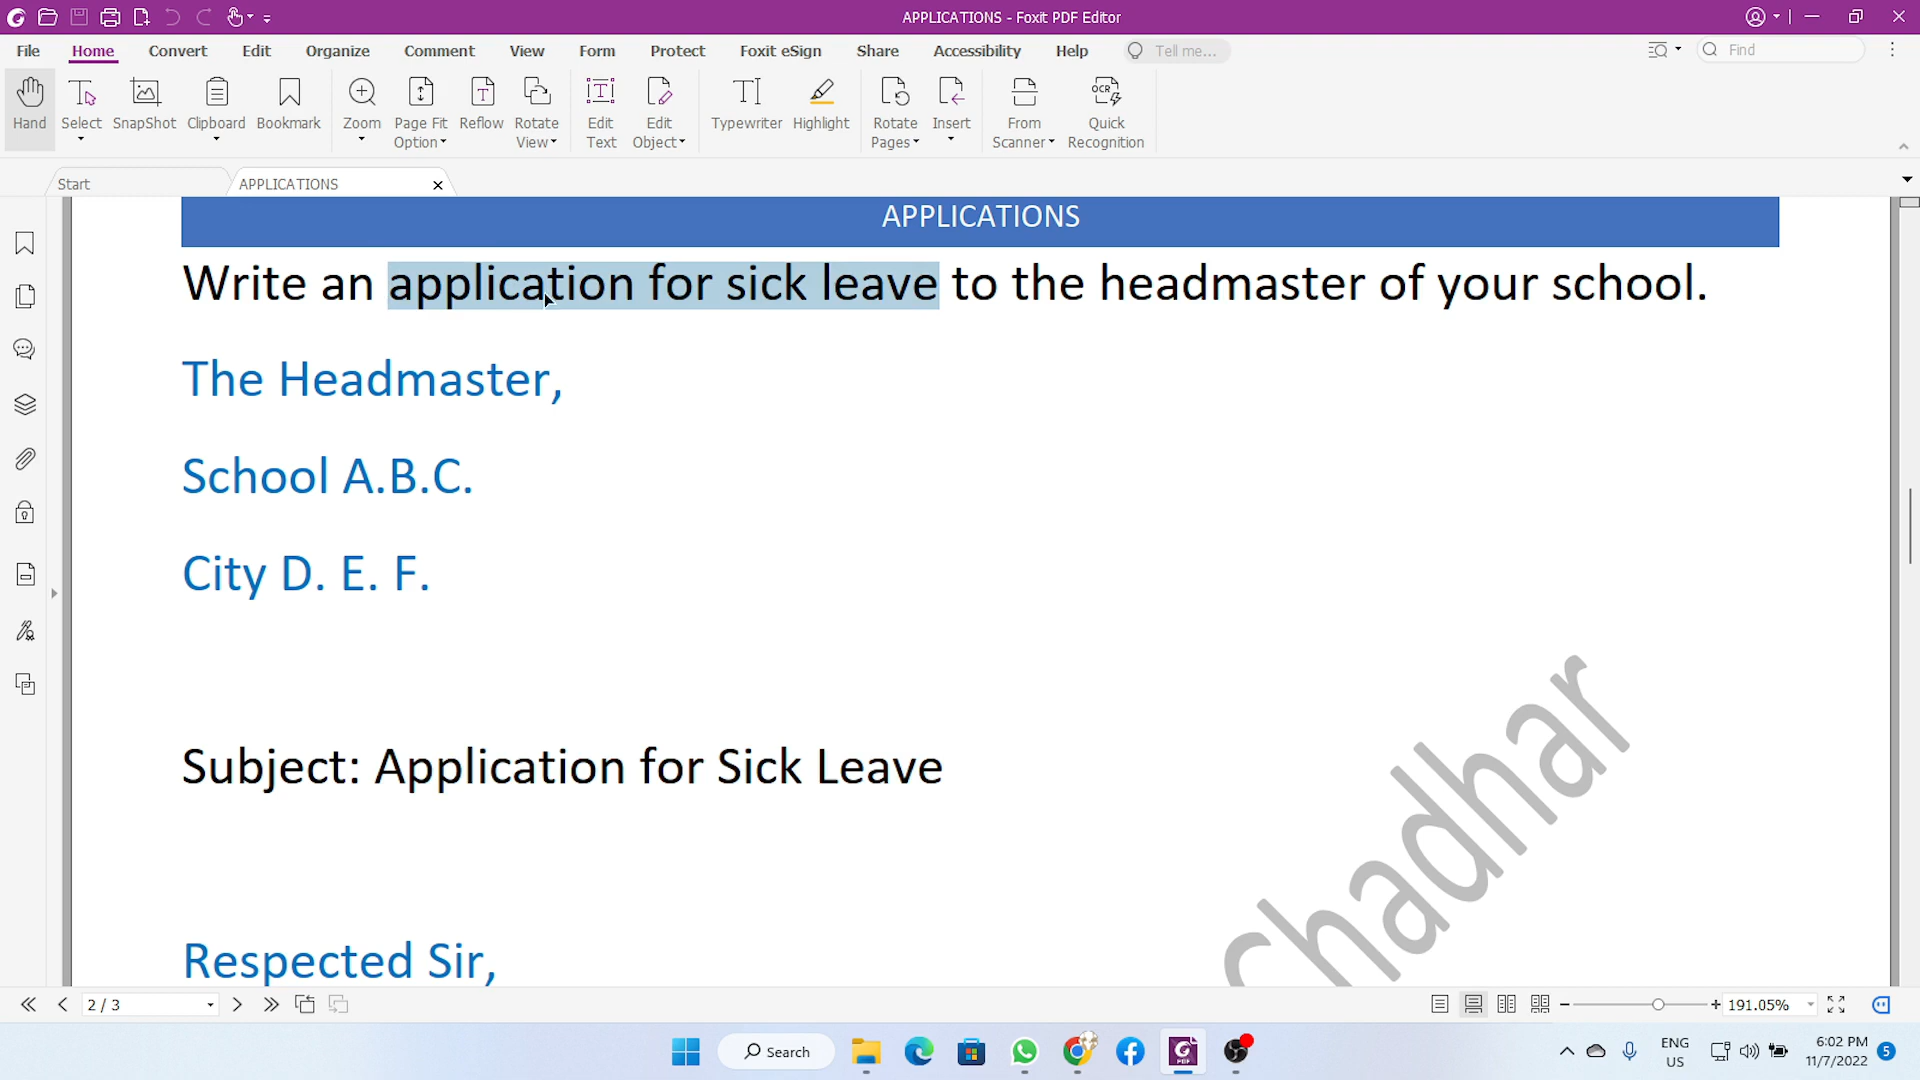 APPLICATIONS - Foxit PDF Editor
File Home Convert Edit Organize Comment View Form Protect Foxit eSign Share Accessibility Help Tell me... Find
Hand Select SnapShot Clipboard Bookmark Zoom Page Fit Option Reflow Rotate View Edit Text Edit Object Typewriter Highlight Rotate Pages Insert From Scanner OCR Quick Recognition
Start APPLICATIONS
APPLICATIONS
Write an application for sick leave to the headmaster of your school.
The Headmaster,
School A.B.C.
City D. E. F.
Subject: Application for Sick Leave
Respected Sir,
Chadhar
2 / 3 191.05%
Search PDF ENG US 6:02 PM 11/7/2022 5